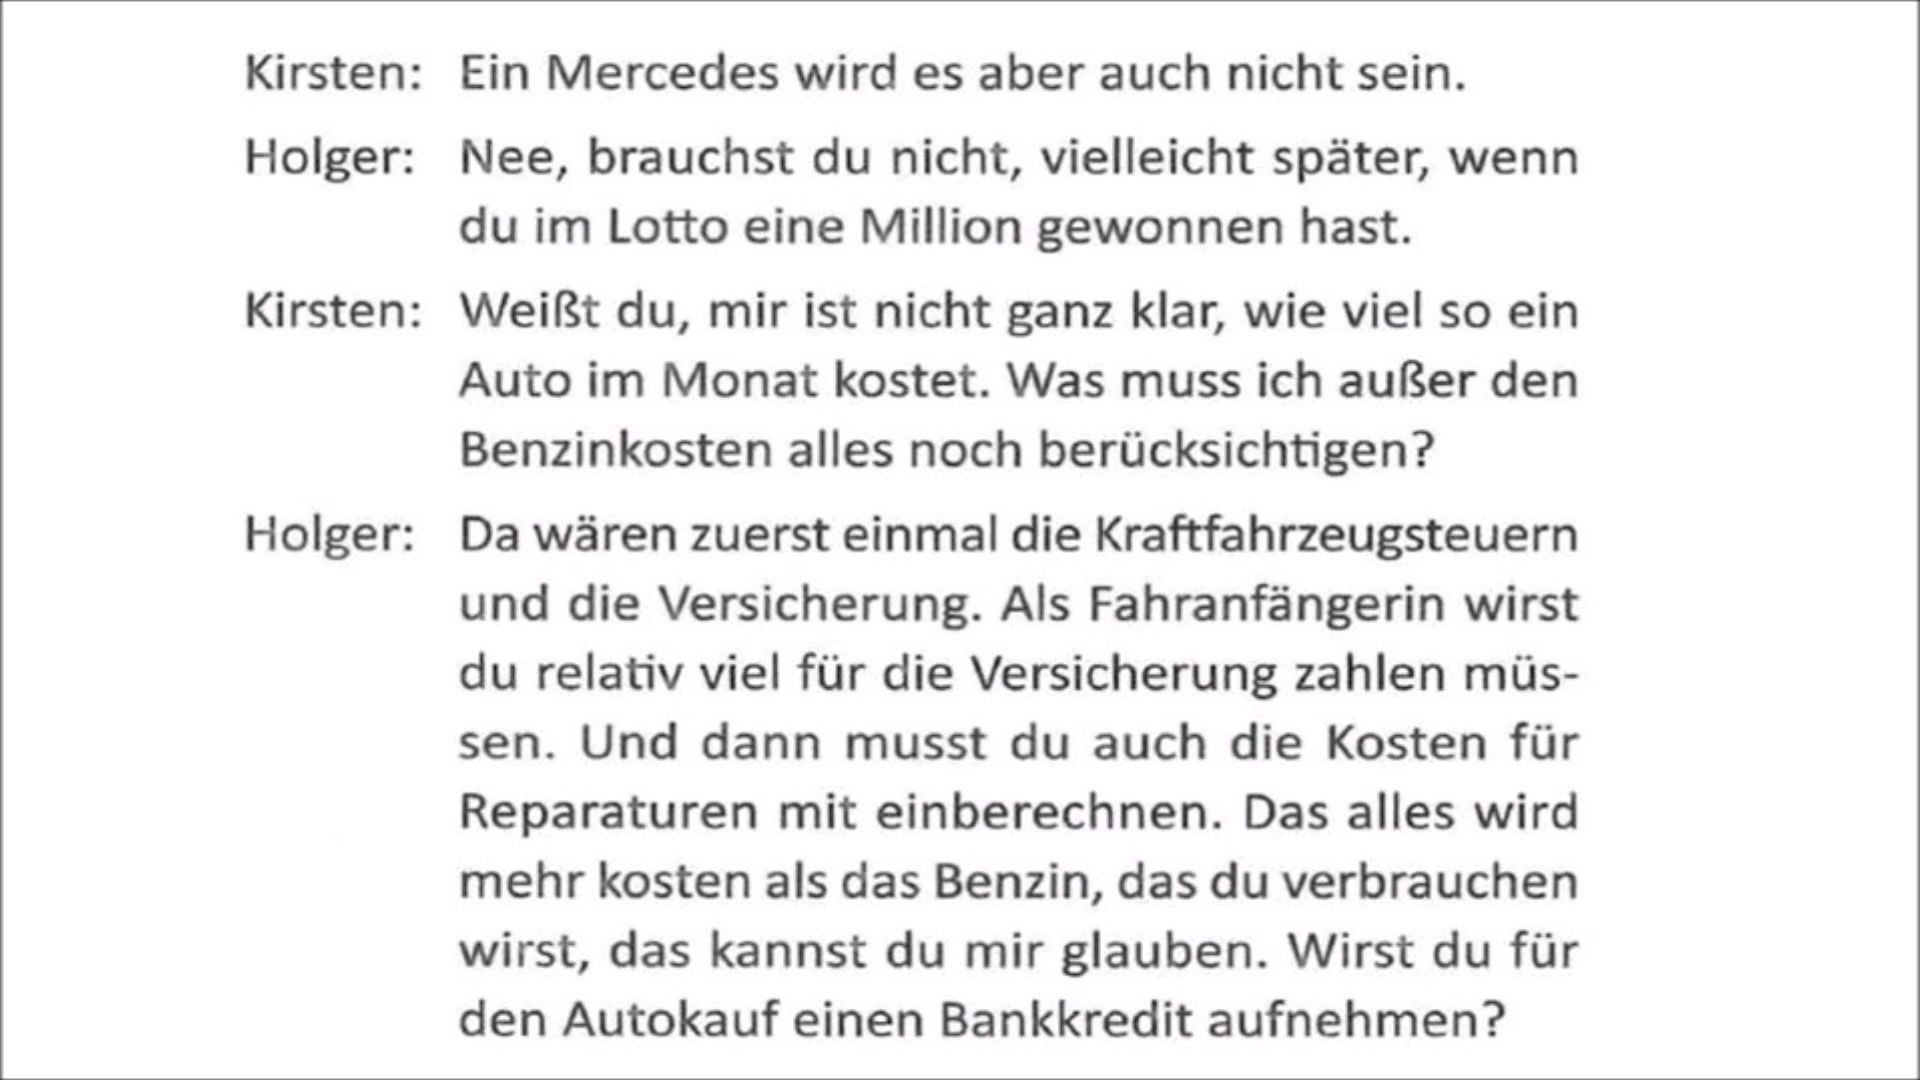 Kirsten: Ein Mercedes wird es aber auch nicht sein.
Holger: Nee, brauchst du nicht, vielleicht später, wenn
du im Lotto eine Million gewonnen hast.
Kirsten: Weißt du, mir ist nicht ganz klar, wie viel so ein
Auto im Monat kostet. Was muss ich außer den
Benzinkosten alles noch berücksichtigen?
Holger: Da wären zuerst einmal die Kraftfahrzeugsteuern
und die Versicherung. Als Fahranfängerin wirst
du relativ viel für die Versicherung zahlen müs-
sen. Und dann musst du auch die Kosten für
Reparaturen mit einberechnen. Das alles wird
mehr kosten als das Benzin, das du verbrauchen
wirst, das kannst du mir glauben. Wirst du für
den Autokauf einen Bankkredit aufnehmen?